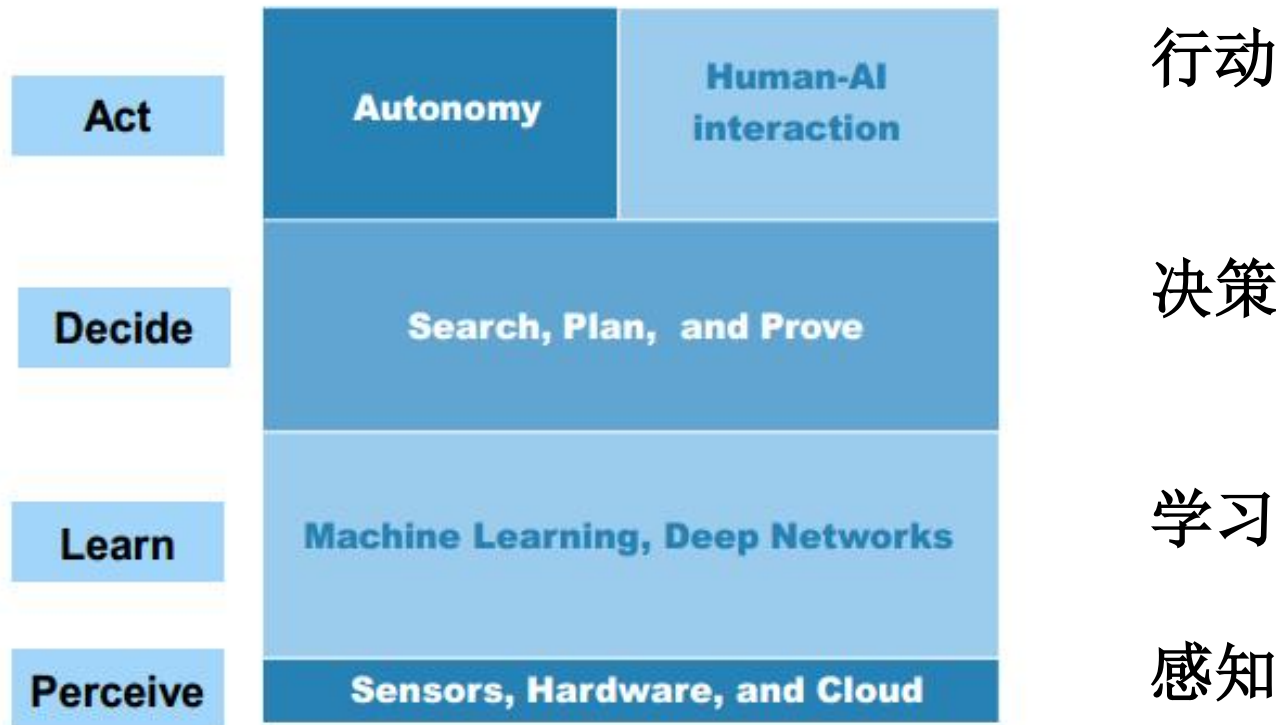 Act
Autonomy
Human-AI
interaction
行动
Decide
Search, Plan, and Prove
决策
Learn
Machine Learning, Deep Networks
学习
Perceive
Sensors, Hardware, and Cloud
感知